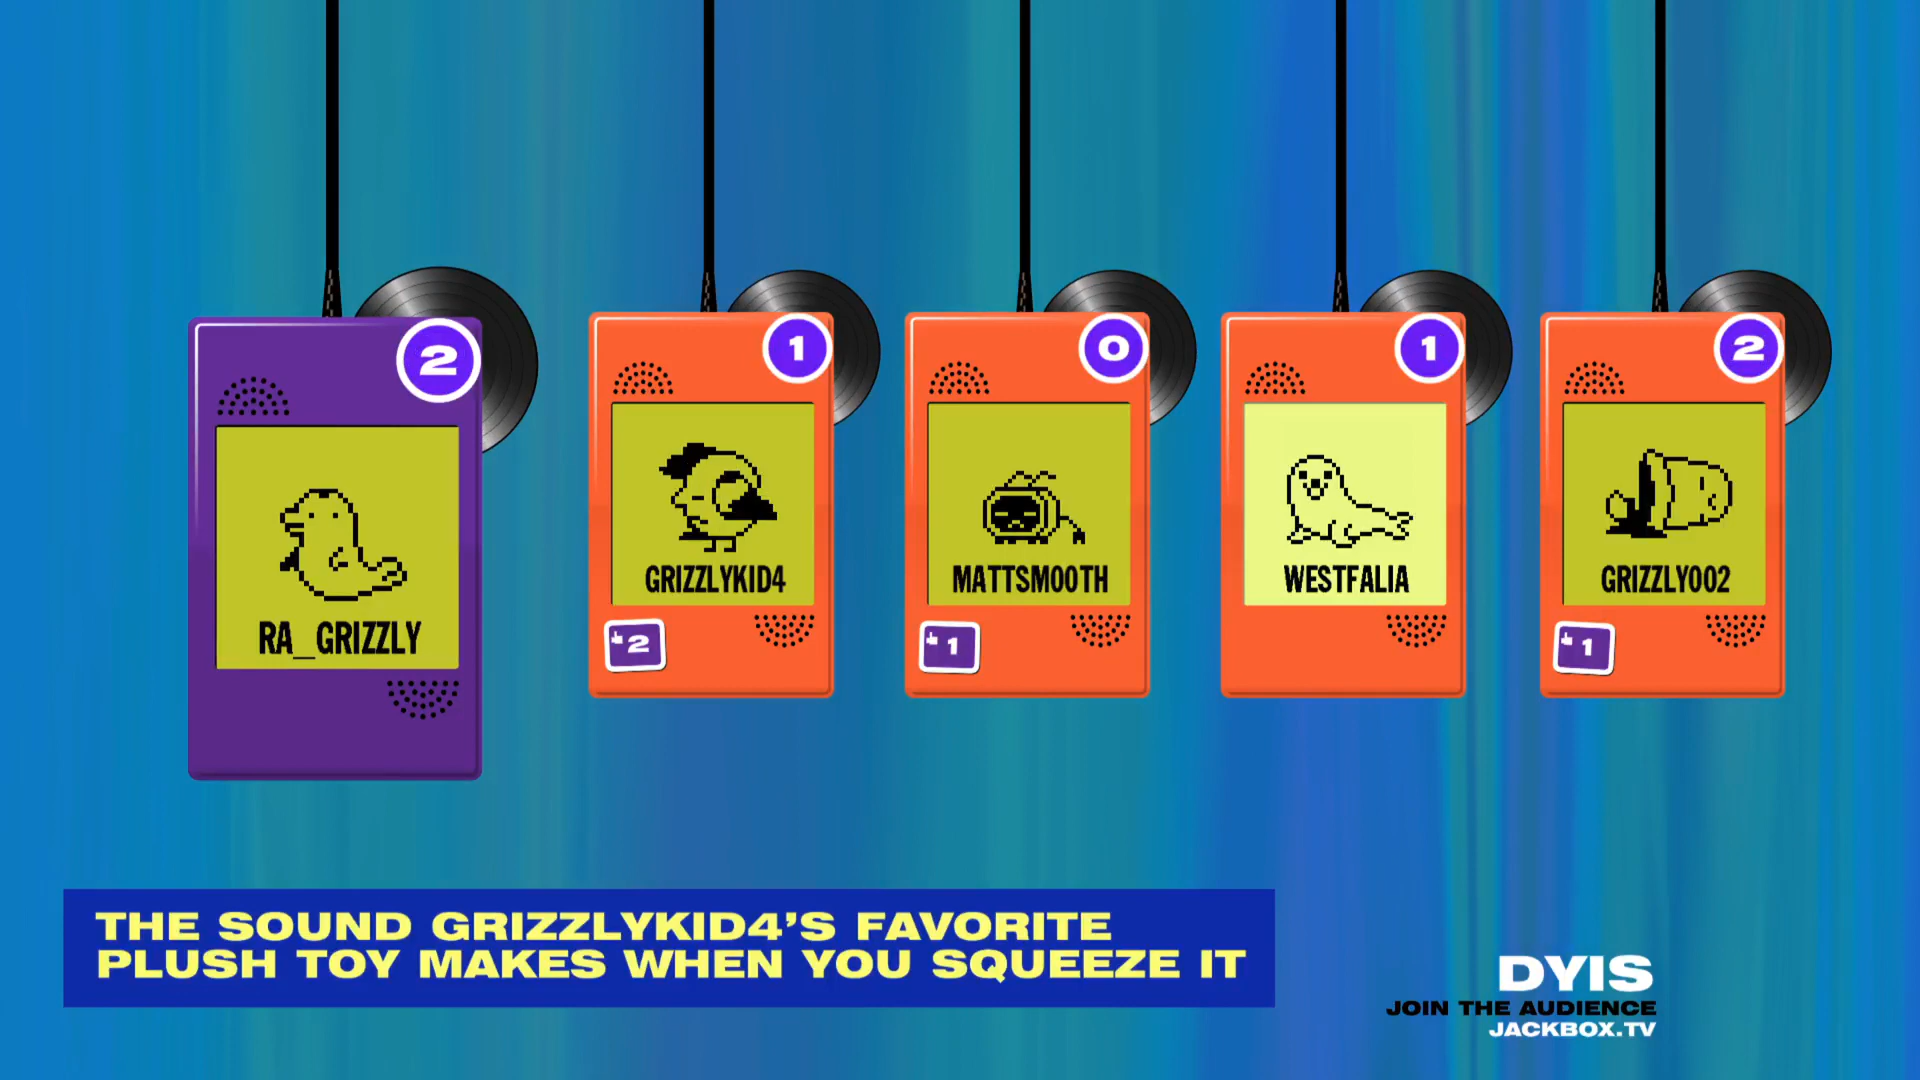 2
1
0
1
2
RA_GRIZZLY
GRIZZLYKID4
MATTSMOOTH
WESTFALIA
GRIZZLY002
2
1
1
THE SOUND GRIZZLYKID4'S FAVORITE
PLUSH TOY MAKES WHEN YOU SQUEEZE IT
DYIS
JOIN THE AUDIENCE
JACKBOX.TV